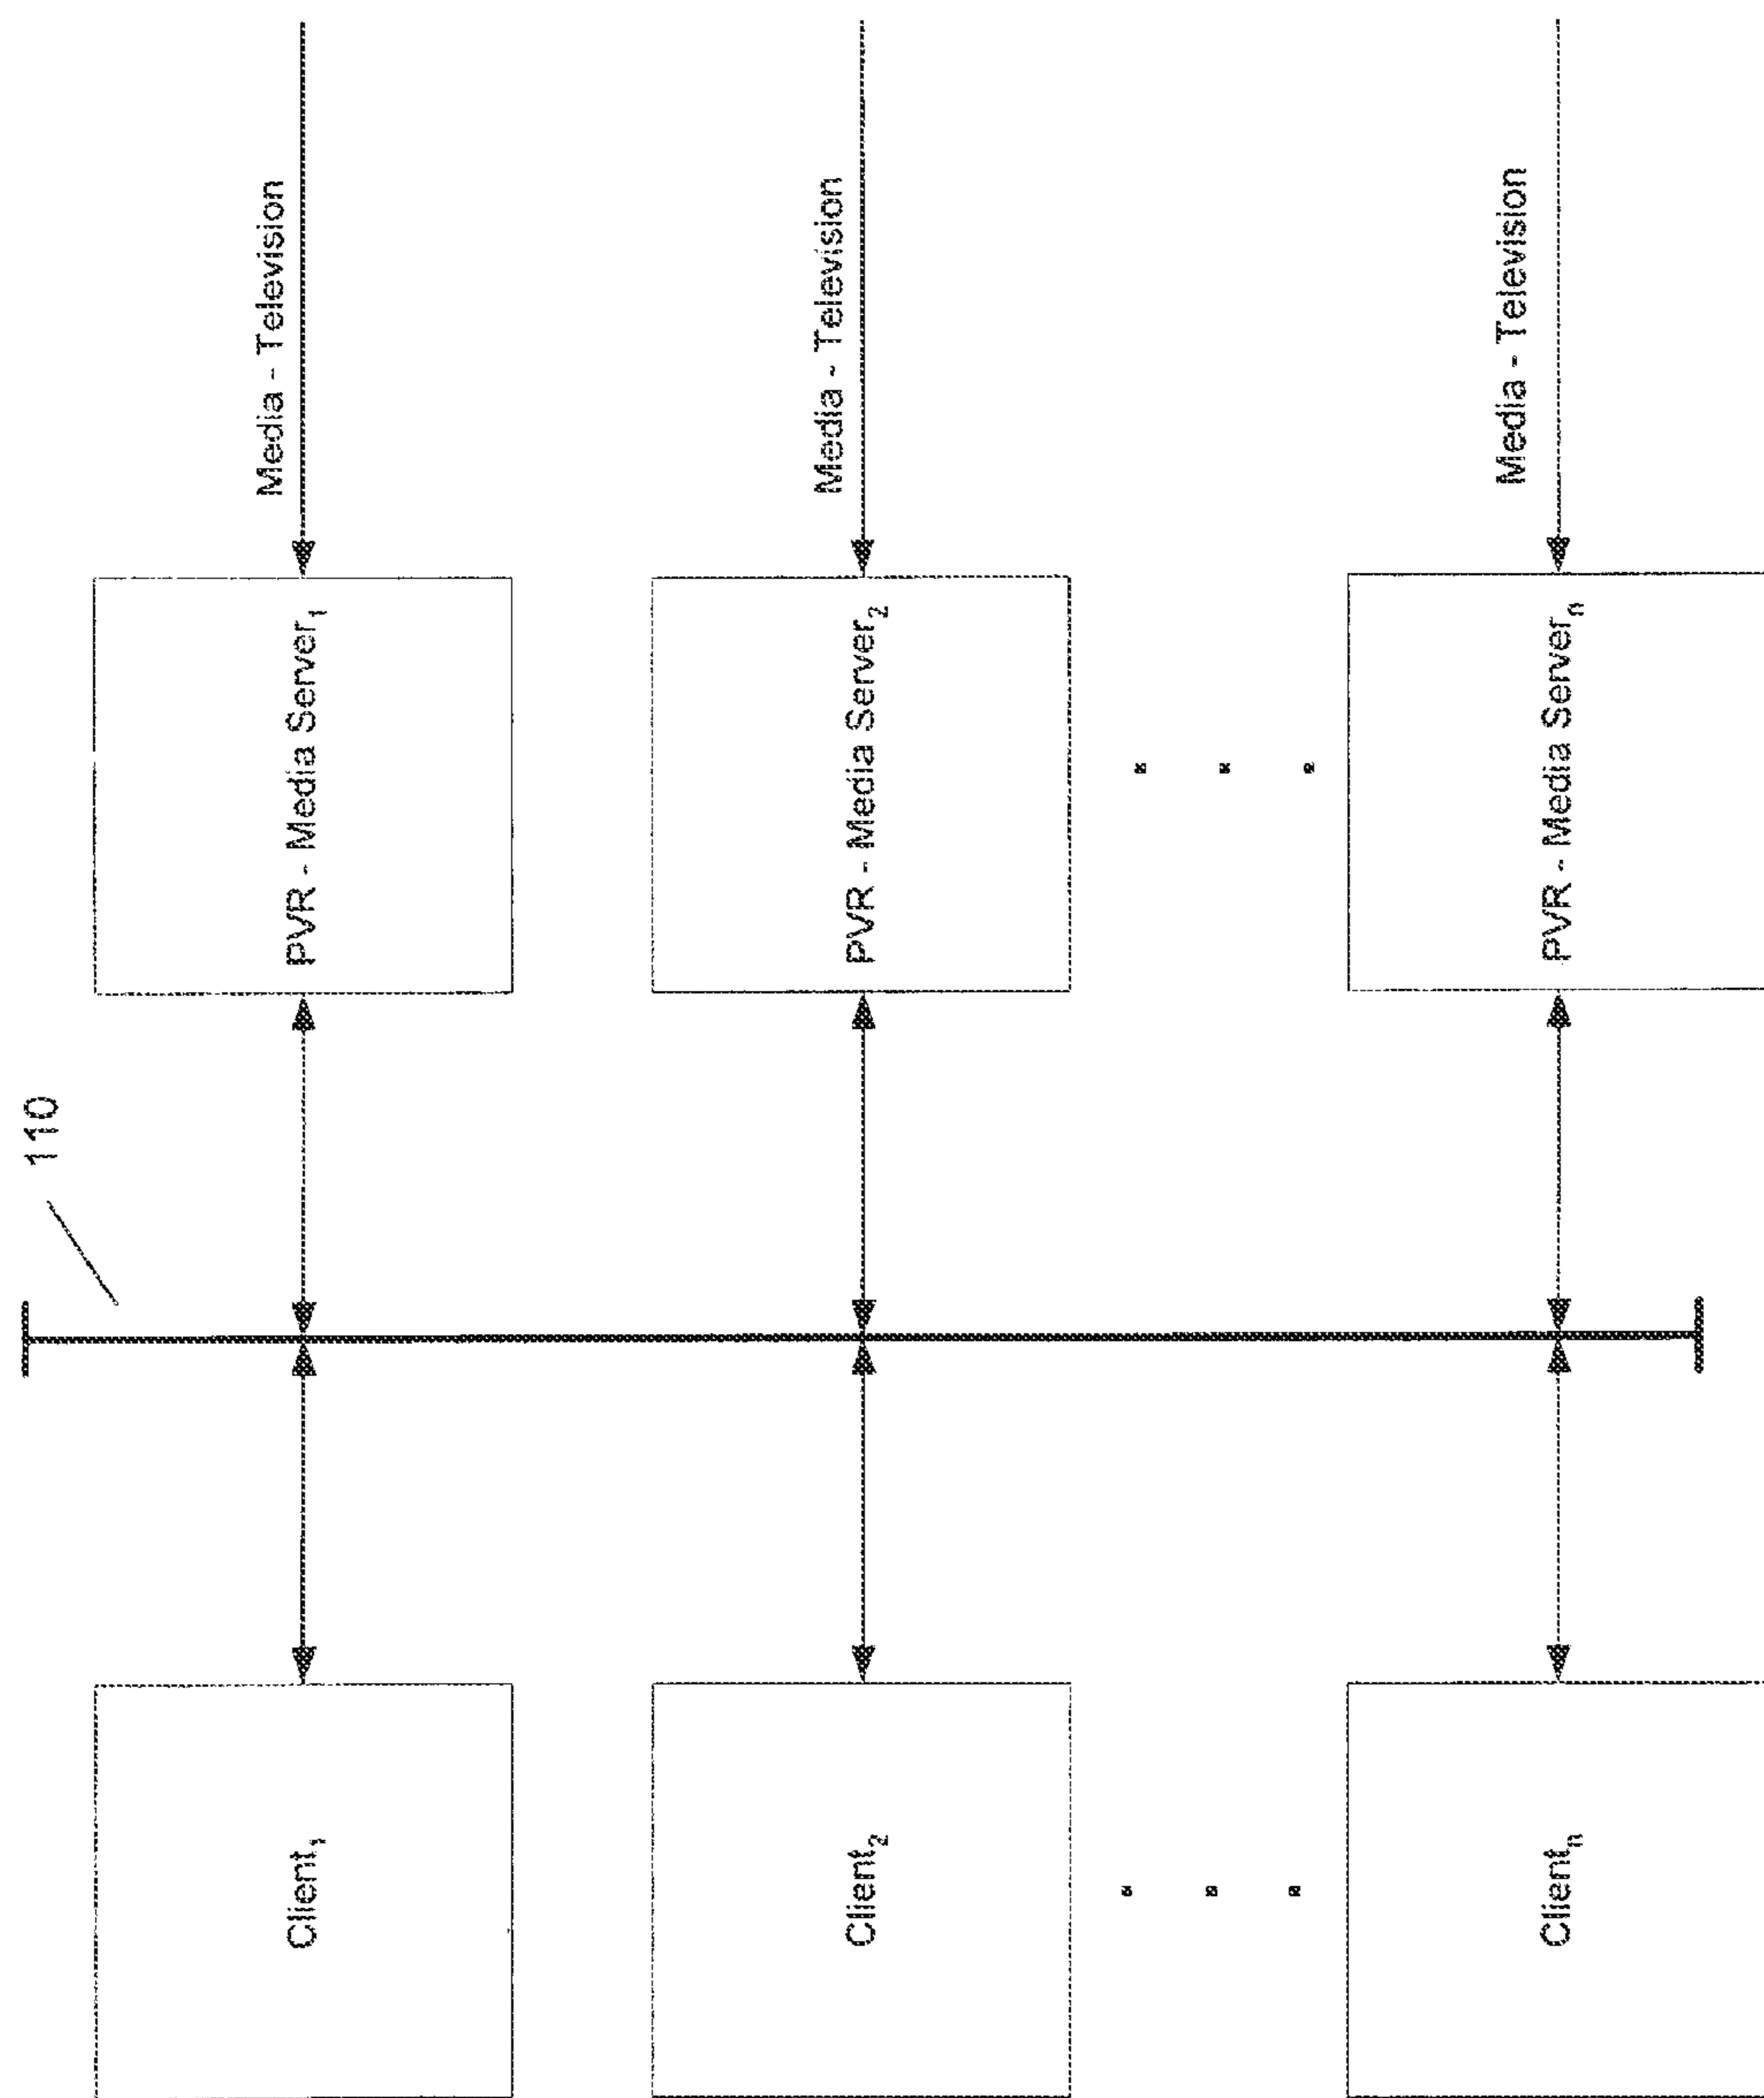 Media - Television
Media - Television
Media - Television
PVR - Media Server₁
PVR - Media Server₂
PVR - Media Serverₙ
110
Client₁
Client₂
Clientₙ